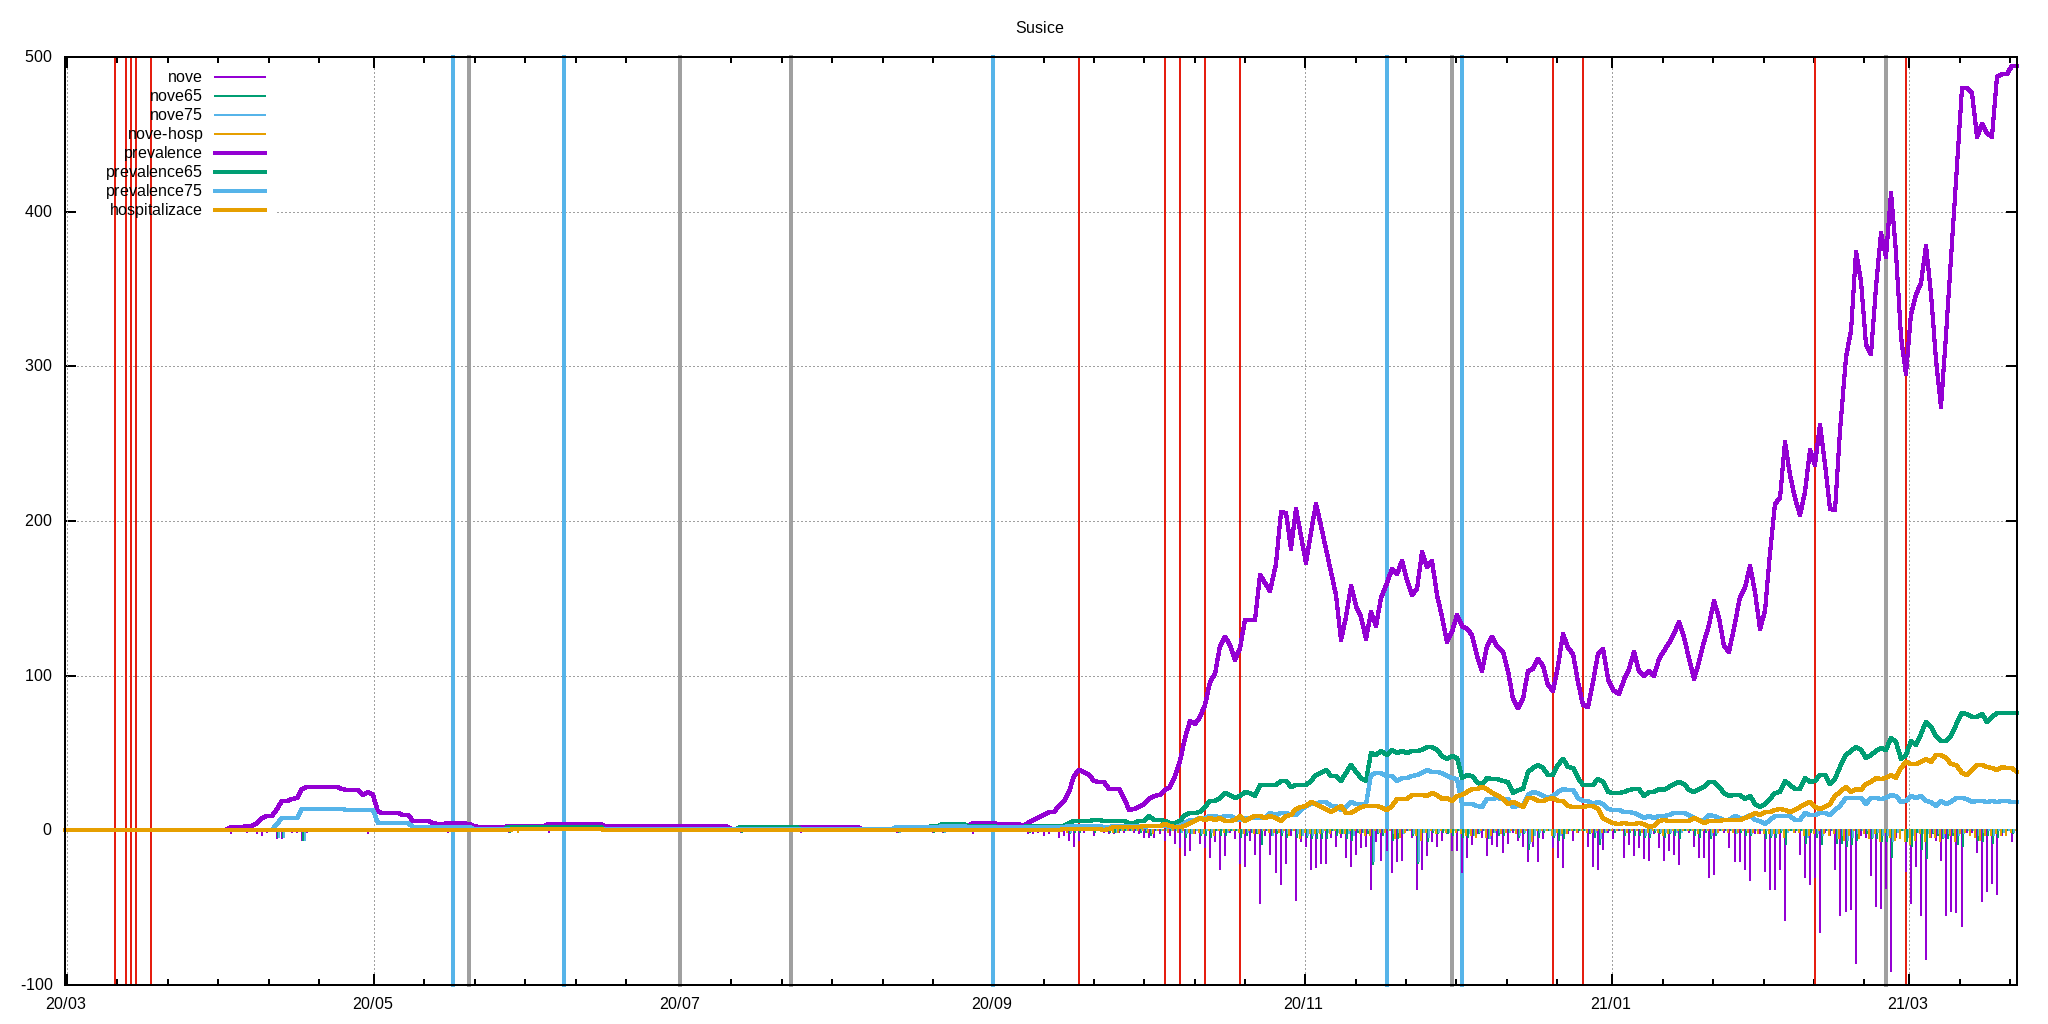 Susice
500
400
300
200
100
0
-100
nove
nove65
nove75
nove-hosp
prevalence
prevalence65
prevalence75
hospitalizace
20/03
20/05
20/07
20/09
20/11
21/01
21/03